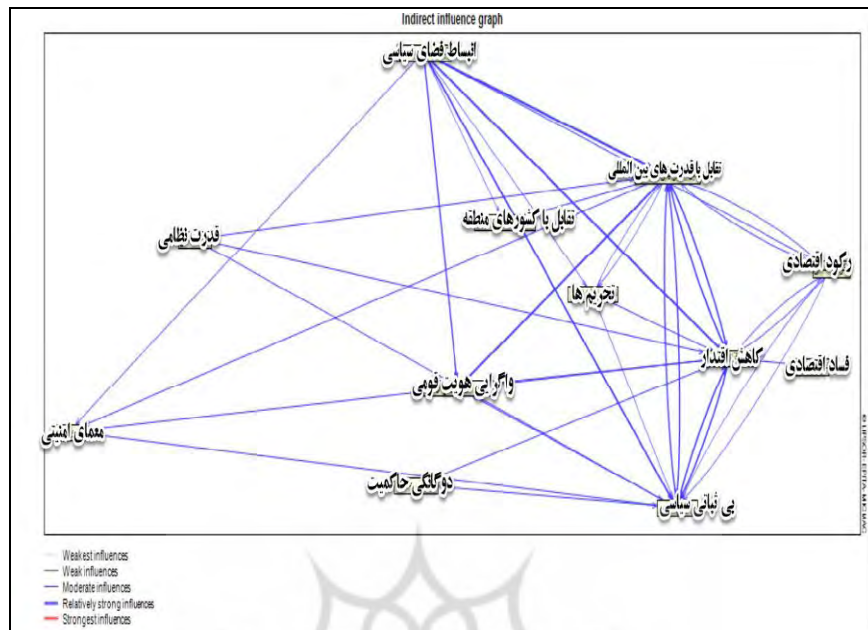 Indirect influence graph
انبساط فضای سیاسی
تقابل با قدرت های بین المللی
تقابل با کشورهای منطقه
قدرت نظامی
رکود اقتصادی
تحریم ها
کاهش اقتدار
فساد اقتصادی
واگرایی هویت قومی
معمای امنیتی
دوگانگی حاکمیت
بی ثباتی سیاسی
Weakest influences
Weak influences
Moderate influences
Relatively strong influences
Strongest influences